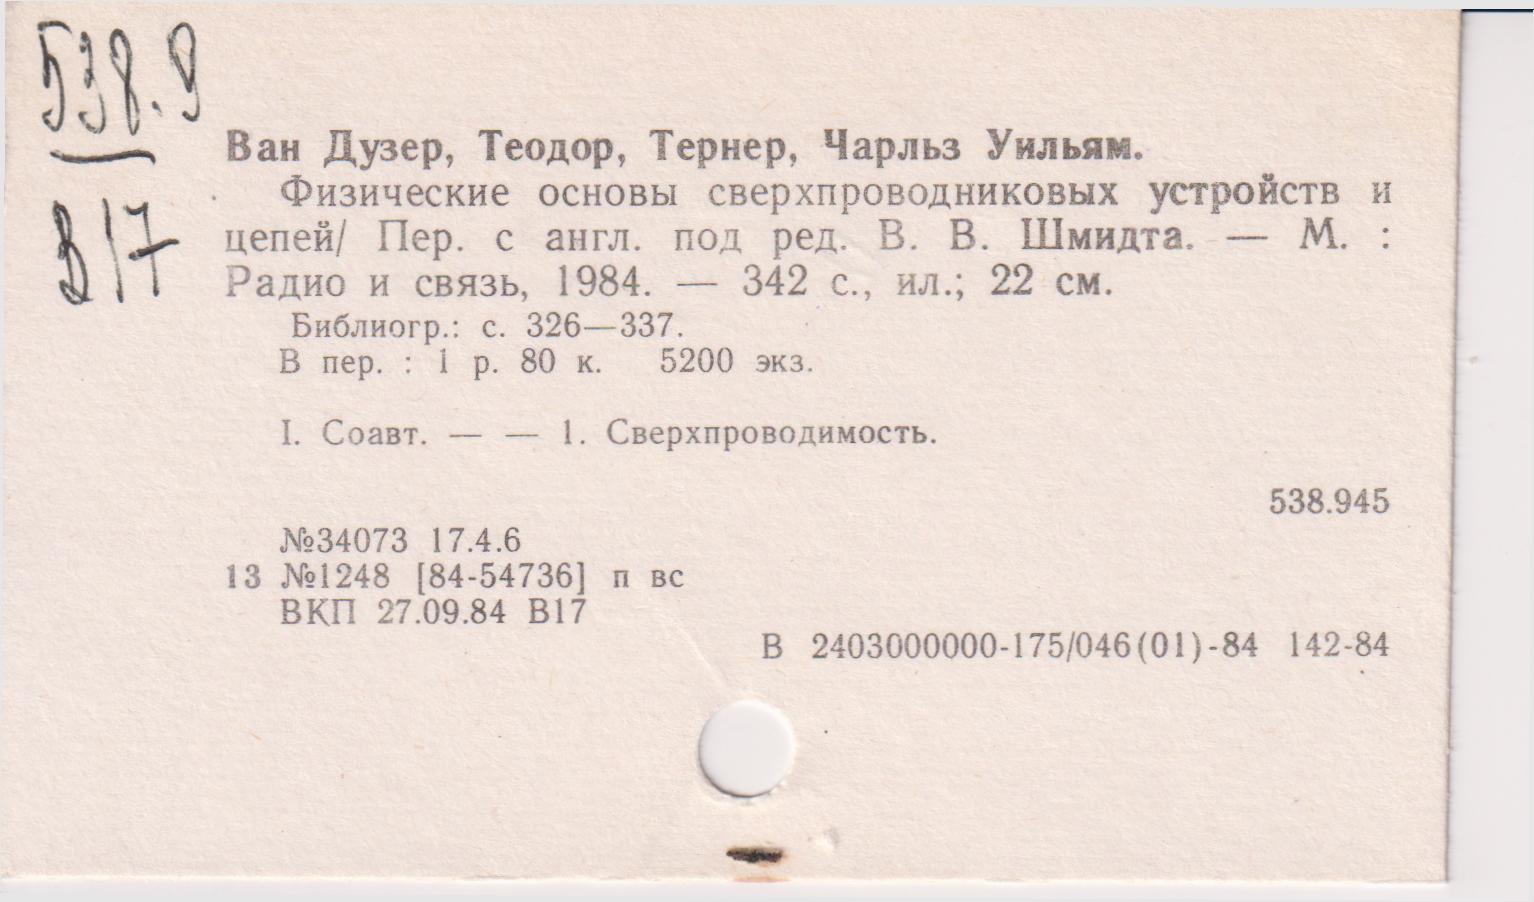 538.9
В17
Ван Дузер, Теодор, Тернер, Чарльз Уильям.
Физические основы сверхпроводниковых устройств и
цепей/ Пер. с англ. под ред. В. В. Шмидта. — М. :
Радио и связь, 1984. — 342 с., ил.; 22 см.
Библиогр.: с. 326—337.
В пер. : 1 р. 80 к. 5200 экз.
I. Соавт. — — 1. Сверхпроводимость.
538.945
№34073 17.4.6
13 №1248 [84-54736] п вс
ВКП 27.09.84 В17
В 2403000000-175/046(01)-84 142-84